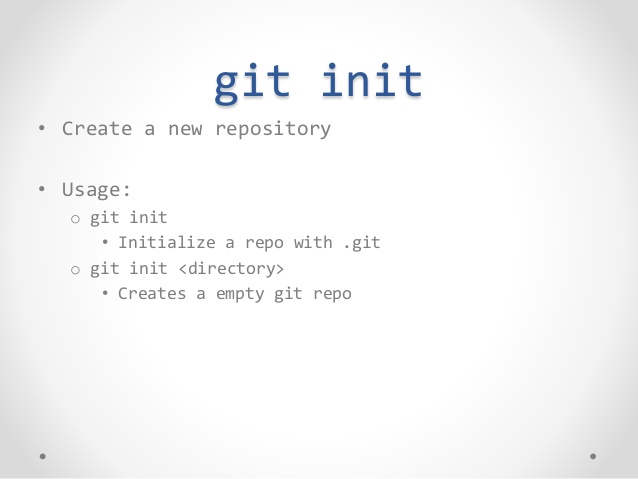 git init
• Create a new repository
• Usage:
o git init
• Initialize a repo with .git
o git init <directory>
• Creates a empty git repo